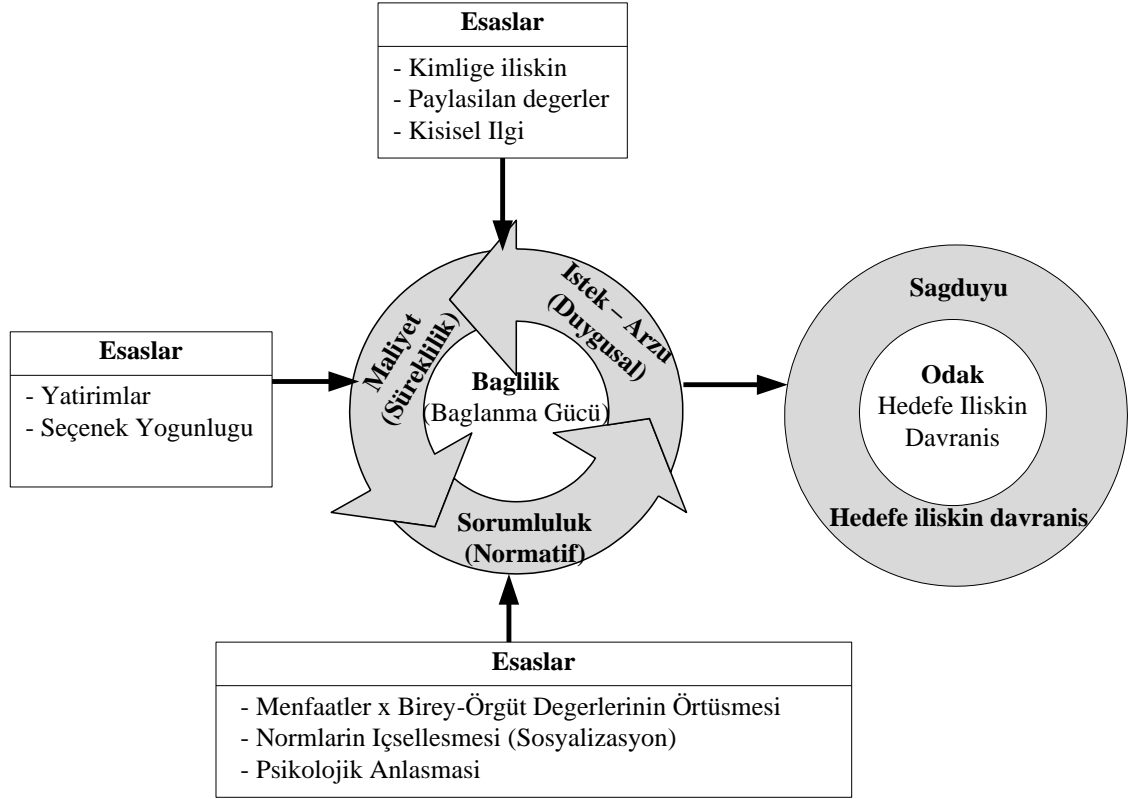 Esaslar
- Kimlige iliskin
- Paylasilan degerler
- Kisisel Ilgi
Esaslar
- Yatirimlar
- Seçenek Yogunlugu
Maliyet
(Süreklilik)
Istek – Arzu
(Duygusal)
Baglilik
(Baglanma Gücü)
Sorumluluk
(Normatif)
Sagduyu
Odak
Hedefe Iliskin
Davranis
Hedefe iliskin davranis
Esaslar
- Menfaatler x Birey-Örgüt Degerlerinin Örtüsmesi
- Normlarin Içsellesmesi (Sosyalizasyon)
- Psikolojik Anlasmasi